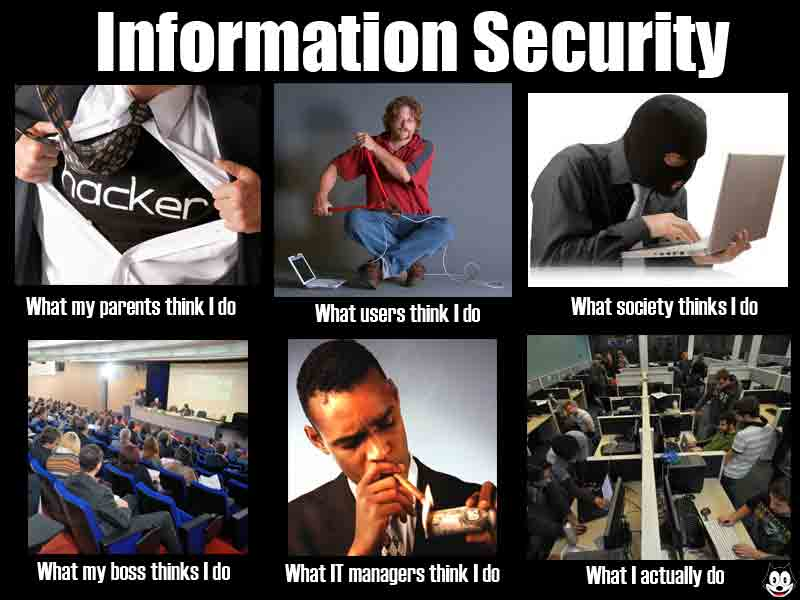 Information Security
hacker
What my parents think I do
What users think I do
What society thinks I do
What my boss thinks I do
What IT managers think I do
What I actually do